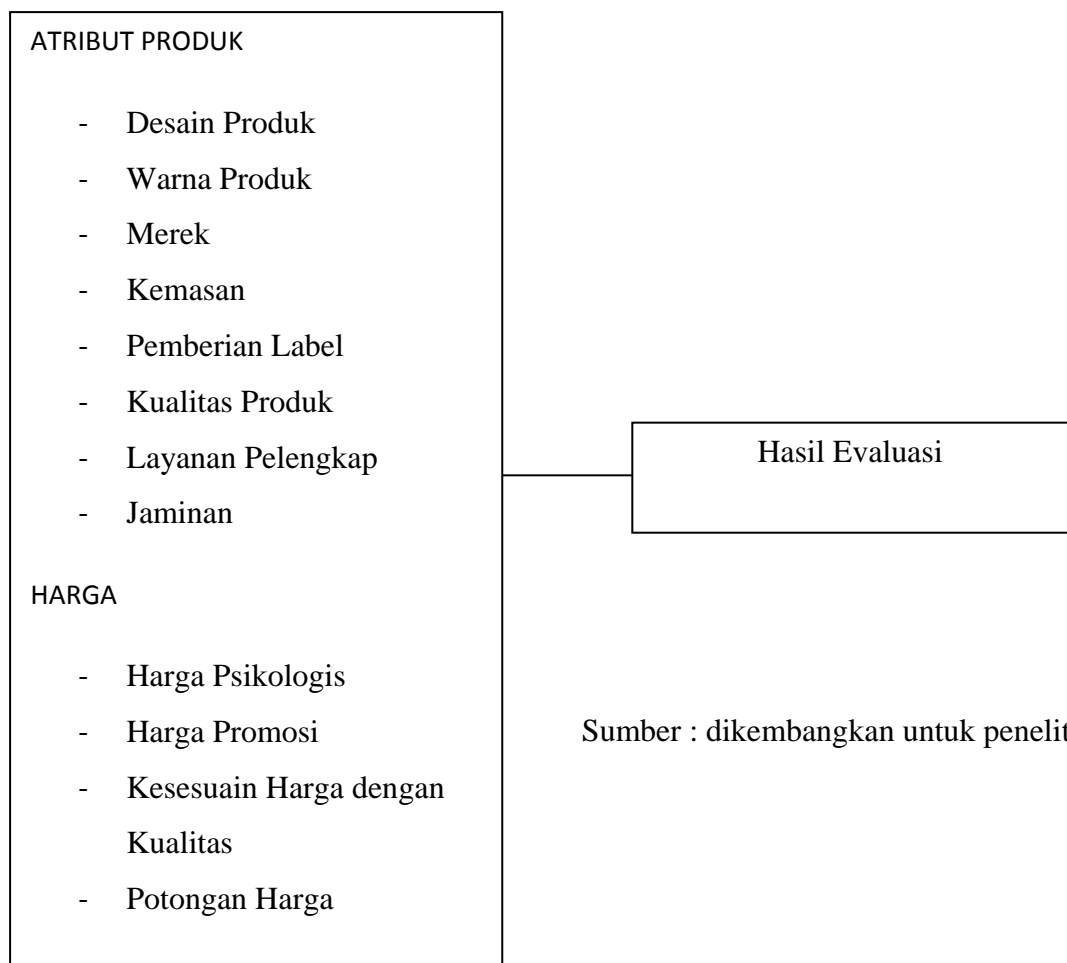 ATRIBUT PRODUK
- Desain Produk
- Warna Produk
- Merek
- Kemasan
- Pemberian Label
- Kualitas Produk
- Layanan Pelengkap
- Jaminan
HARGA
- Harga Psikologis
- Harga Promosi
- Kesesuain Harga dengan
Kualitas
- Potongan Harga
Hasil Evaluasi
Sumber : dikembangkan untuk penelit